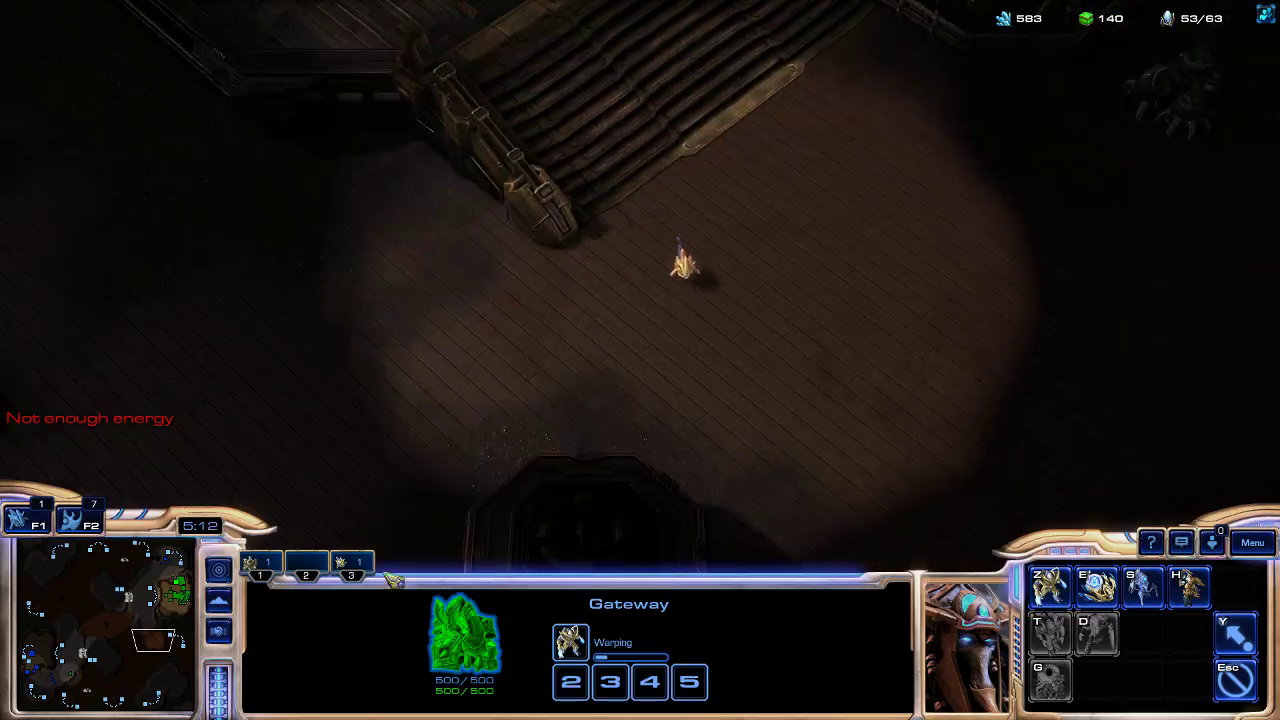 583 140 53/63
Not enough energy
1 7
F1 F2
5:12
0
? Menu
1 1
1 2 3
Gateway
Warping
500/500
500/500
2 3 4 5
Z E S H
T D Y
G Esc